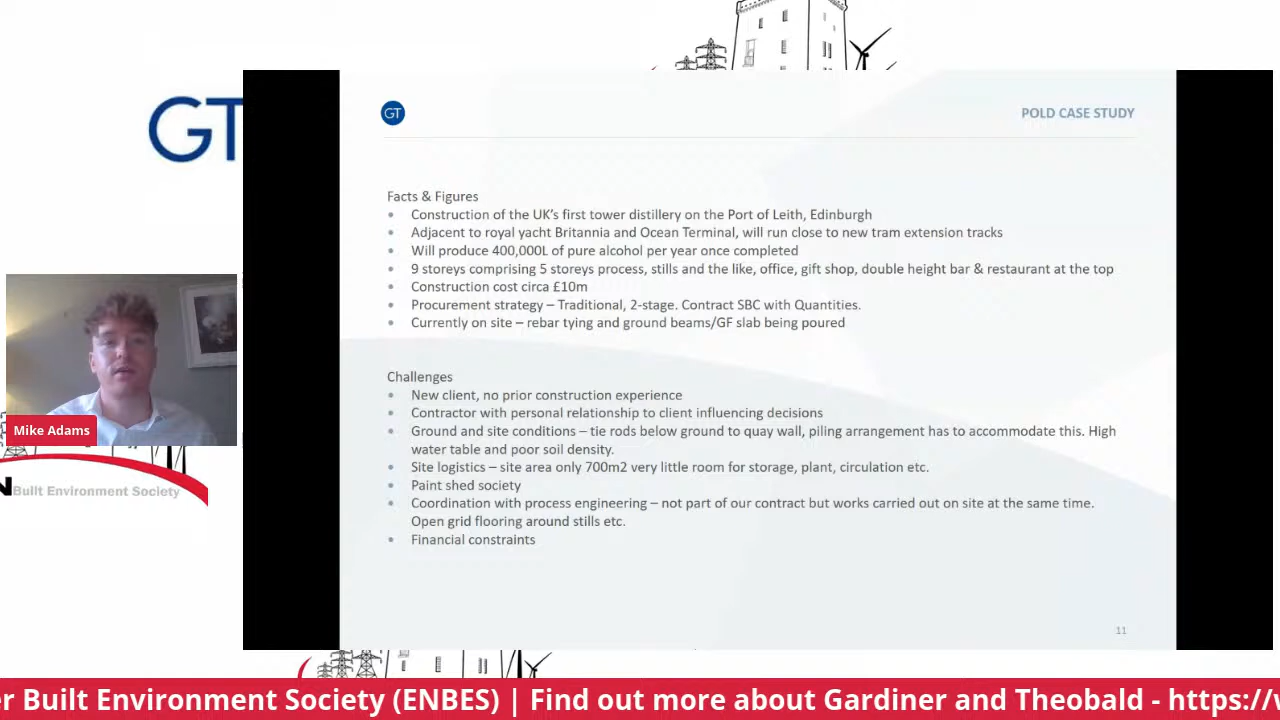 GT
GT
POLD CASE STUDY
Facts & Figures
• Construction of the UK's first tower distillery on the Port of Leith, Edinburgh
• Adjacent to royal yacht Britannia and Ocean Terminal, will run close to new tram extension tracks
• Will produce 400,000L of pure alcohol per year once completed
• 9 storeys comprising 5 storeys process, stills and the like, office, gift shop, double height bar & restaurant at the top
• Construction cost circa £10m
• Procurement strategy – Traditional, 2-stage. Contract SBC with Quantities.
• Currently on site – rebar tying and ground beams/GF slab being poured
Challenges
• New client, no prior construction experience
• Contractor with personal relationship to client influencing decisions
• Ground and site conditions – tie rods below ground to quay wall, piling arrangement has to accommodate this. High
water table and poor soil density.
• Site logistics – site area only 700m2 very little room for storage, plant, circulation etc.
• Paint shed society
• Coordination with process engineering – not part of our contract but works carried out on site at the same time.
Open grid flooring around stills etc.
• Financial constraints
11
Mike Adams
N Built Environment Society
r Built Environment Society (ENBES) | Find out more about Gardiner and Theobald - https://